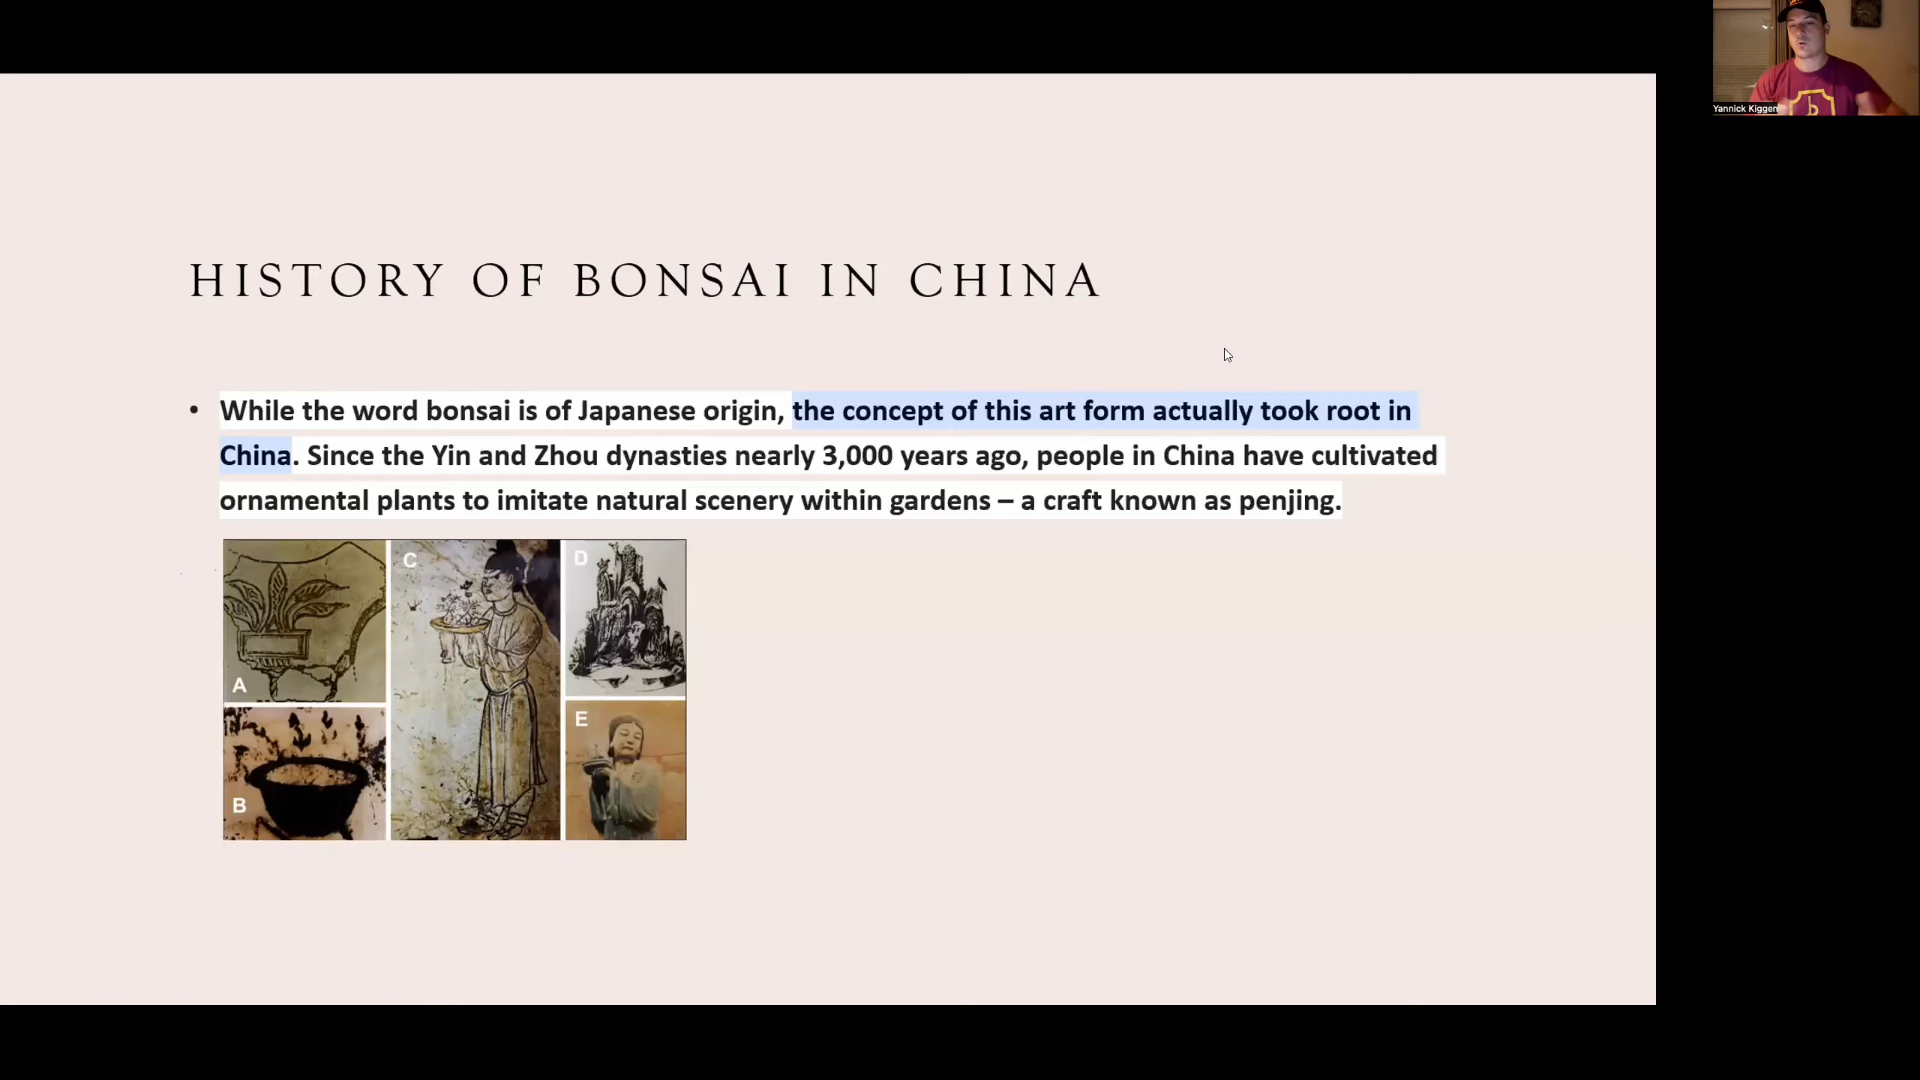 Yannick Kiggen
HISTORY OF BONSAI IN CHINA
• While the word bonsai is of Japanese origin, the concept of this art form actually took root in
China. Since the Yin and Zhou dynasties nearly 3,000 years ago, people in China have cultivated
ornamental plants to imitate natural scenery within gardens – a craft known as penjing.
A
B
C
D
E